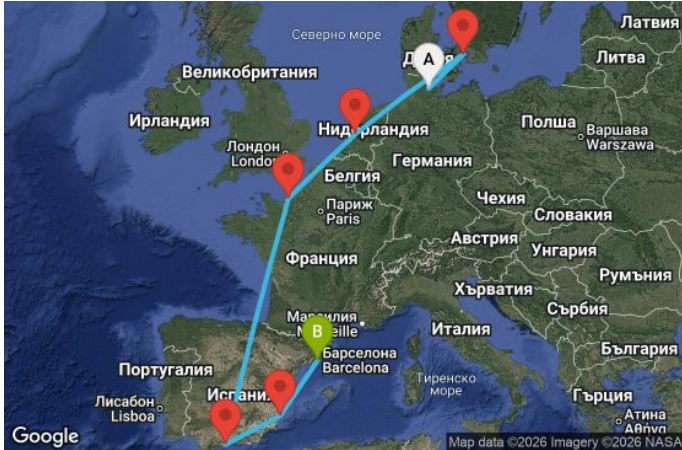 Латвия
Северно море
Литва
Великобритания
Ирландия
Нидерландия
Полша
Варшава
Warszawa
Лондон
London
Белгия
Германия
Париж
Paris
Чехия
Словакия
Австрия
Унгария
Франция
Румъния
Хърватия
Сърбия
Марсилия
Marseille
Италия
B
България
Барселона
Barcelona
Португалия
Тиренско
море
Испания
Гърция
Лисабон
Lisboa
Атина
Αθήνα
A
Google
Map data ©2026 Imagery ©2026 NASA